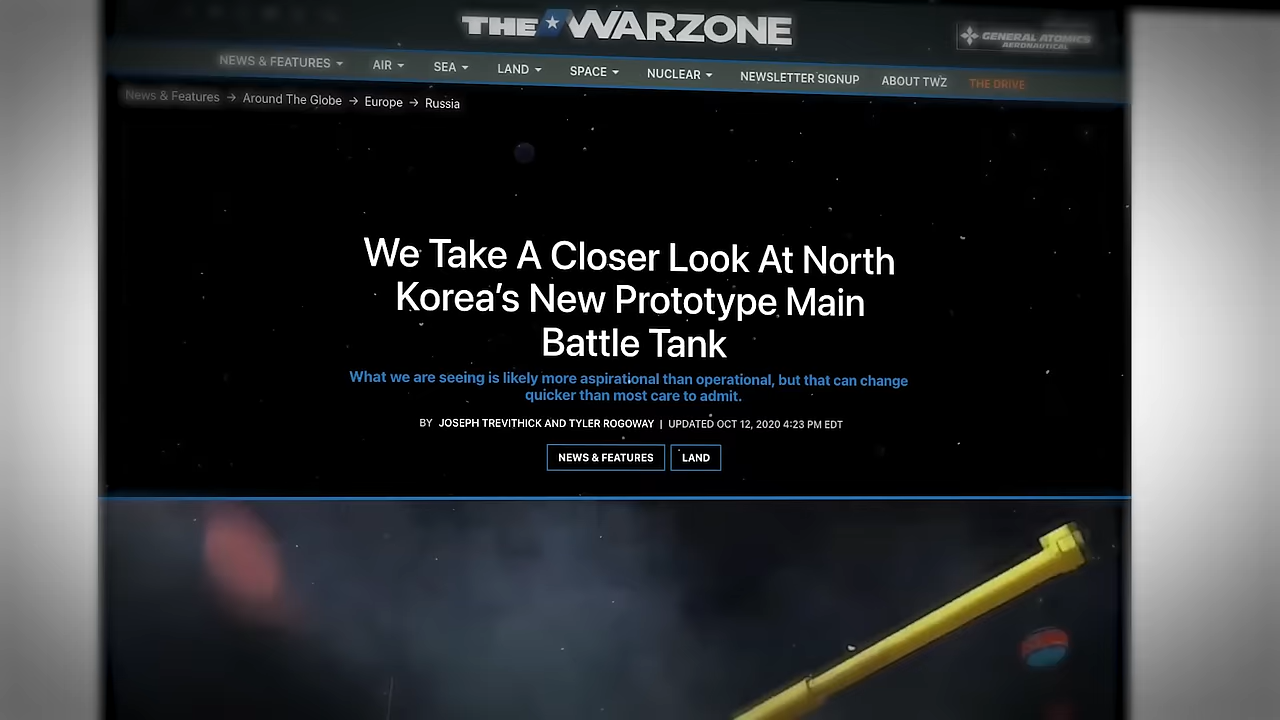 THE WARZONE
GENERAL ATOMICS
AERONAUTICAL
NEWS & FEATURES AIR SEA LAND SPACE NUCLEAR NEWSLETTER SIGNUP ABOUT TWZ THE DRIVE
News & Features → Around The Globe → Europe → Russia
We Take A Closer Look At North
Korea’s New Prototype Main
Battle Tank
What we are seeing is likely more aspirational than operational, but that can change
quicker than most care to admit.
BY JOSEPH TREVITHICK AND TYLER ROGOWAY | UPDATED OCT 12, 2020 4:23 PM EDT
NEWS & FEATURES LAND